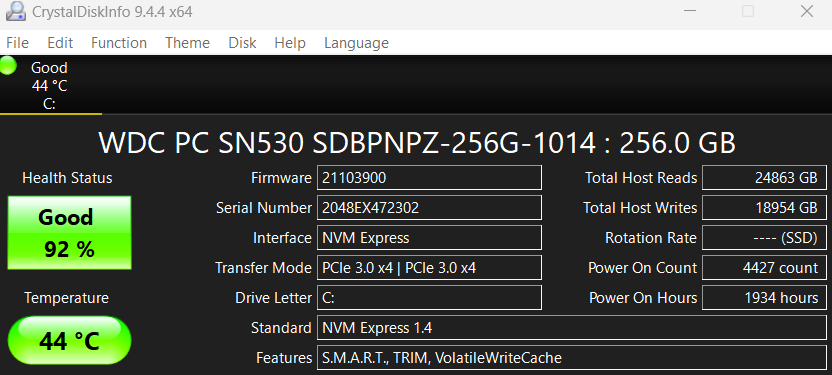 CrystalDiskInfo 9.4.4 x64
File Edit Function Theme Disk Help Language
Good
44 °C
C:
WDC PC SN530 SDBPNPZ-256G-1014 : 256.0 GB
Health Status
Good
92 %
Temperature
44 °C
Firmware 21103900
Serial Number 2048EX472302
Interface NVM Express
Transfer Mode PCIe 3.0 x4 | PCIe 3.0 x4
Drive Letter C:
Standard NVM Express 1.4
Features S.M.A.R.T., TRIM, VolatileWriteCache
Total Host Reads 24863 GB
Total Host Writes 18954 GB
Rotation Rate ---- (SSD)
Power On Count 4427 count
Power On Hours 1934 hours